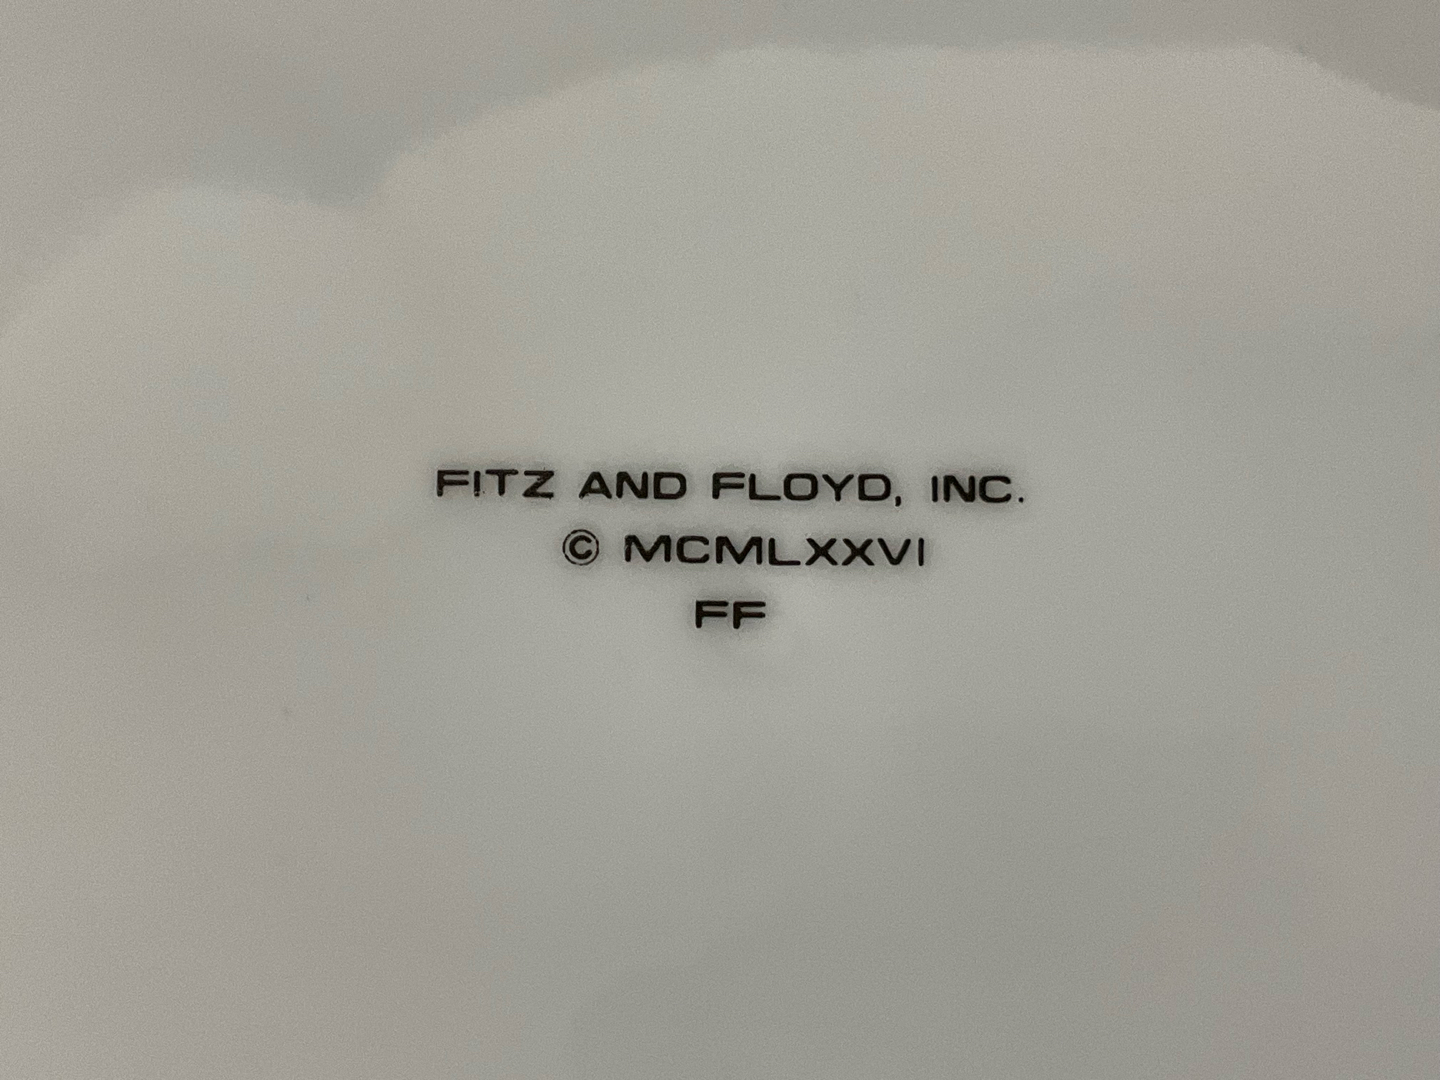 FITZ AND FLOYD, INC.
© MCMLXXVI
FF